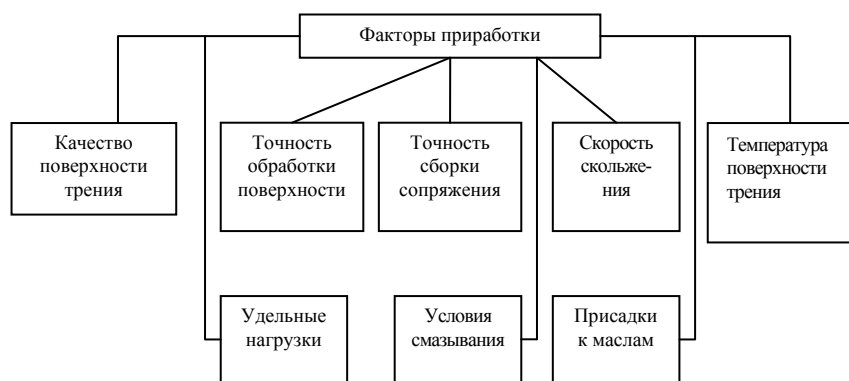 Факторы приработки
Качество
поверхности
трения
Точность
обработки
поверхности
Точность
сборки
сопряжения
Скорость
скольже-
ния
Температура
поверхности
трения
Удельные
нагрузки
Условия
смазывания
Присадки
к маслам